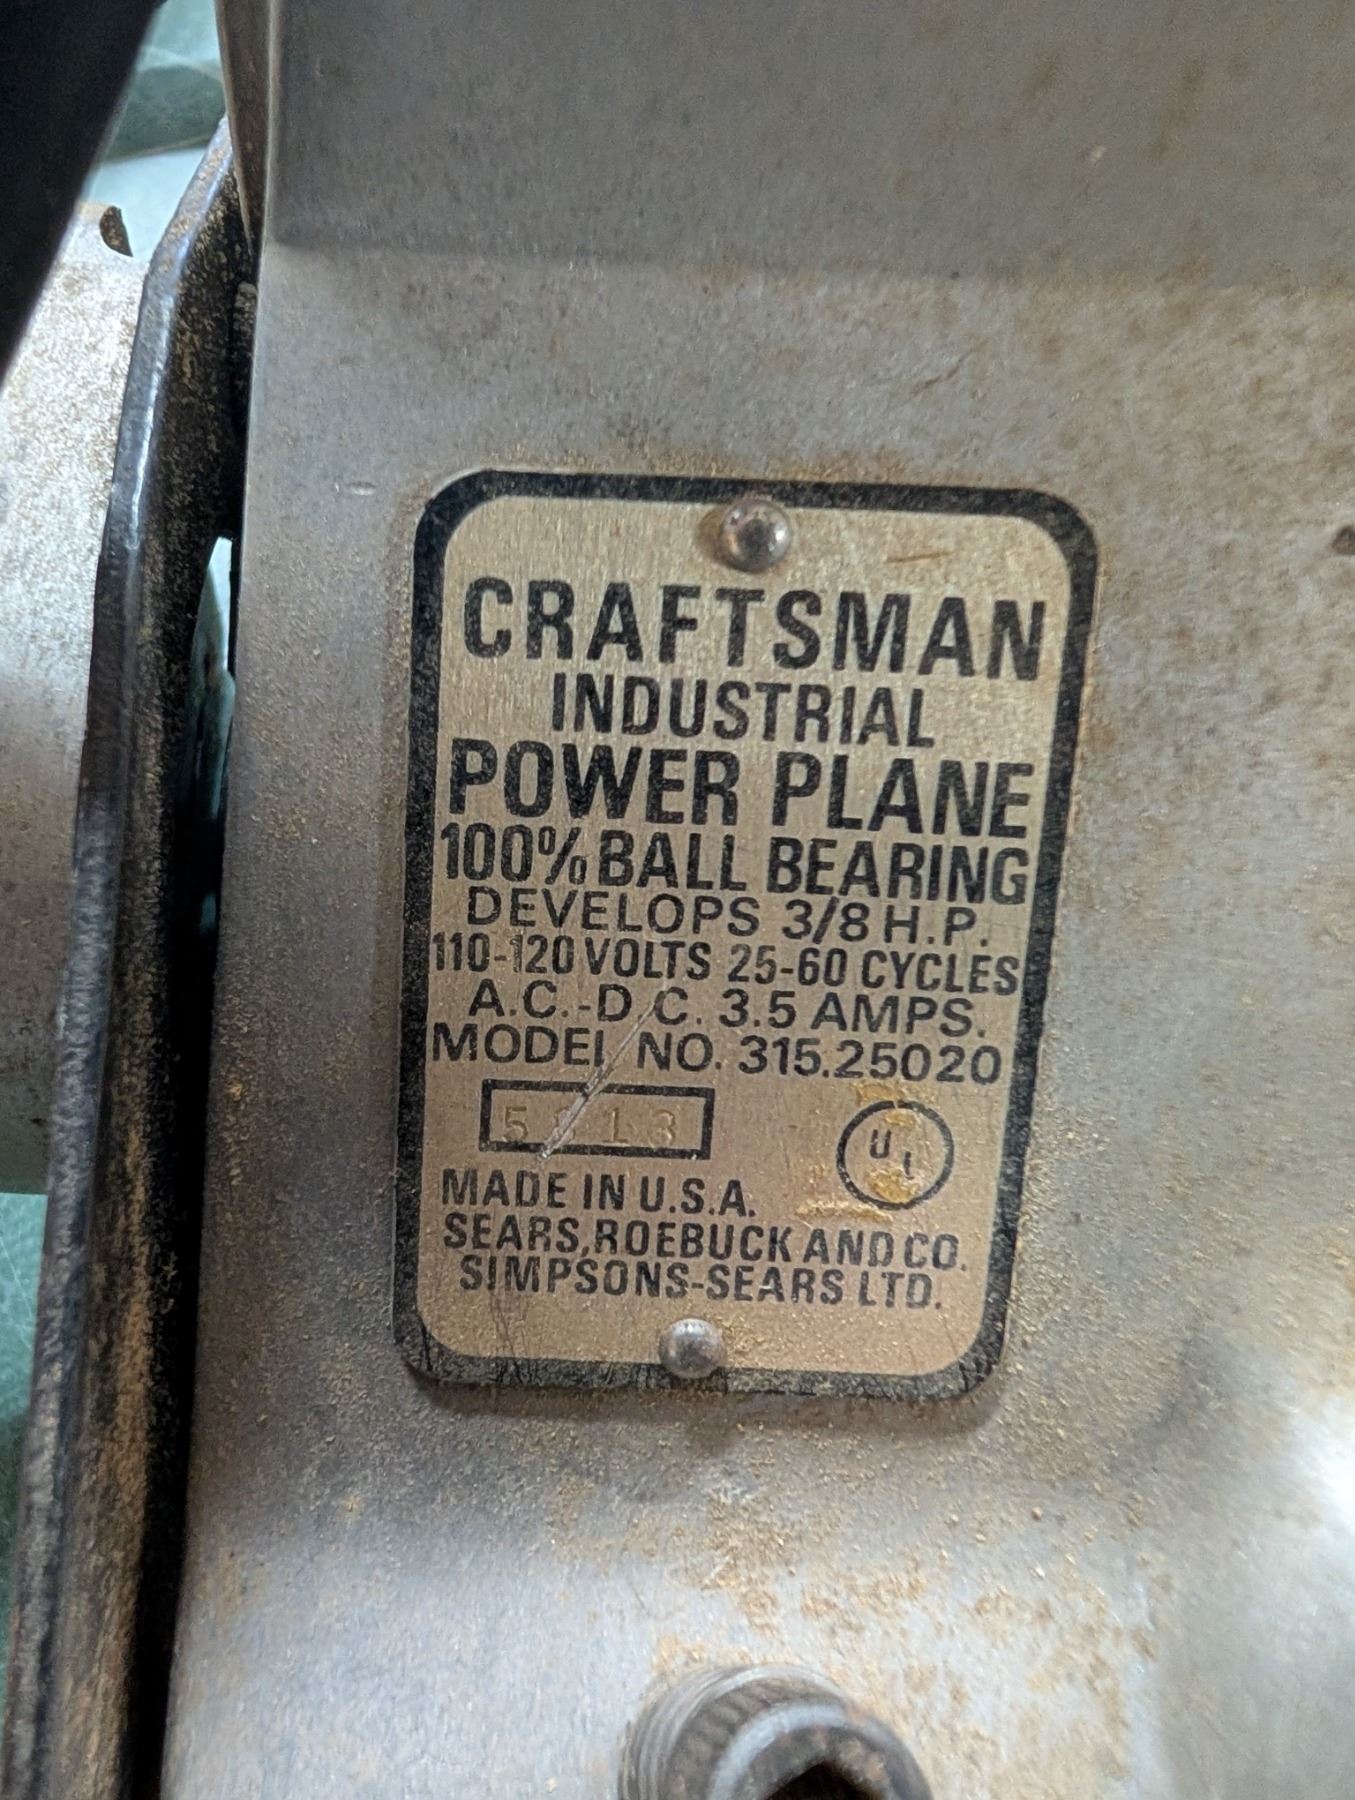 CRAFTSMAN
INDUSTRIAL
POWER PLANE
100% BALL BEARING
DEVELOPS 3/8 H.P.
110-120 VOLTS 25-60 CYCLES
A.C.-D.C. 3.5 AMPS.
MODEL NO. 315.25020
UL
MADE IN U.S.A.
SEARS, ROEBUCK AND CO.
SIMPSONS-SEARS LTD.